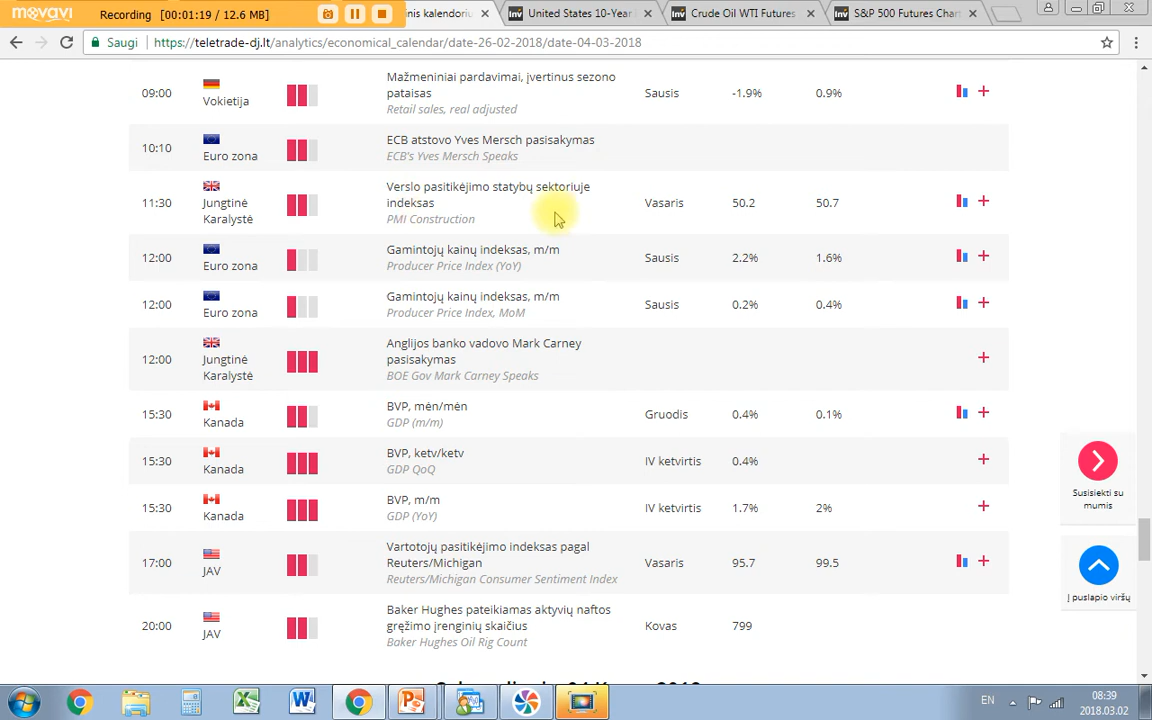 movavi
Recording [00:01:19 / 12.6 MB]
inis kalendoriu
United States 10-Year
Crude Oil WTI Futures
S&P 500 Futures Chart
Saugi
https://teletrade-dj.lt/analytics/economical_calendar/date-26-02-2018/date-04-03-2018
09:00
Vokietija
Mažmeniniai pardavimai, įvertinus sezono
pataisas
Retail sales, real adjusted
Sausis
-1.9%
0.9%
10:10
Euro zona
ECB atstovo Yves Mersch pasisakymas
ECB's Yves Mersch Speaks
11:30
Jungtinė
Karalystė
Verslo pasitikėjimo statybų sektoriuje
indeksas
PMI Construction
Vasaris
50.2
50.7
12:00
Euro zona
Gamintojų kainų indeksas, m/m
Producer Price Index (YoY)
Sausis
2.2%
1.6%
12:00
Euro zona
Gamintojų kainų indeksas, m/m
Producer Price Index, MoM
Sausis
0.2%
0.4%
12:00
Jungtinė
Karalystė
Anglijos banko vadovo Mark Carney
pasisakymas
BOE Gov Mark Carney Speaks
15:30
Kanada
BVP, mėn/mėn
GDP (m/m)
Gruodis
0.4%
0.1%
15:30
Kanada
BVP, ketv/ketv
GDP QoQ
IV ketvirtis
0.4%
15:30
Kanada
BVP, m/m
GDP (YoY)
IV ketvirtis
1.7%
2%
17:00
JAV
Vartotojų pasitikėjimo indeksas pagal
Reuters/Michigan
Reuters/Michigan Consumer Sentiment Index
Vasaris
95.7
99.5
20:00
JAV
Baker Hughes pateikiamas aktyvių naftos
gręžimo įrenginių skaičius
Baker Hughes Oil Rig Count
Kovas
799
Susisiekti su
mumis
Į puslapio viršų
EN
08:39
2018.03.02